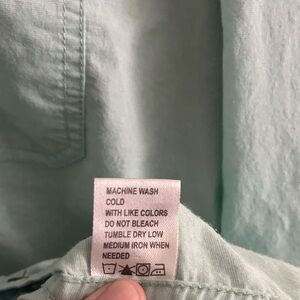 MACHINE WASH
COLD
WITH LIKE COLORS
DO NOT BLEACH
TUMBLE DRY LOW
MEDIUM IRON WHEN
NEEDED